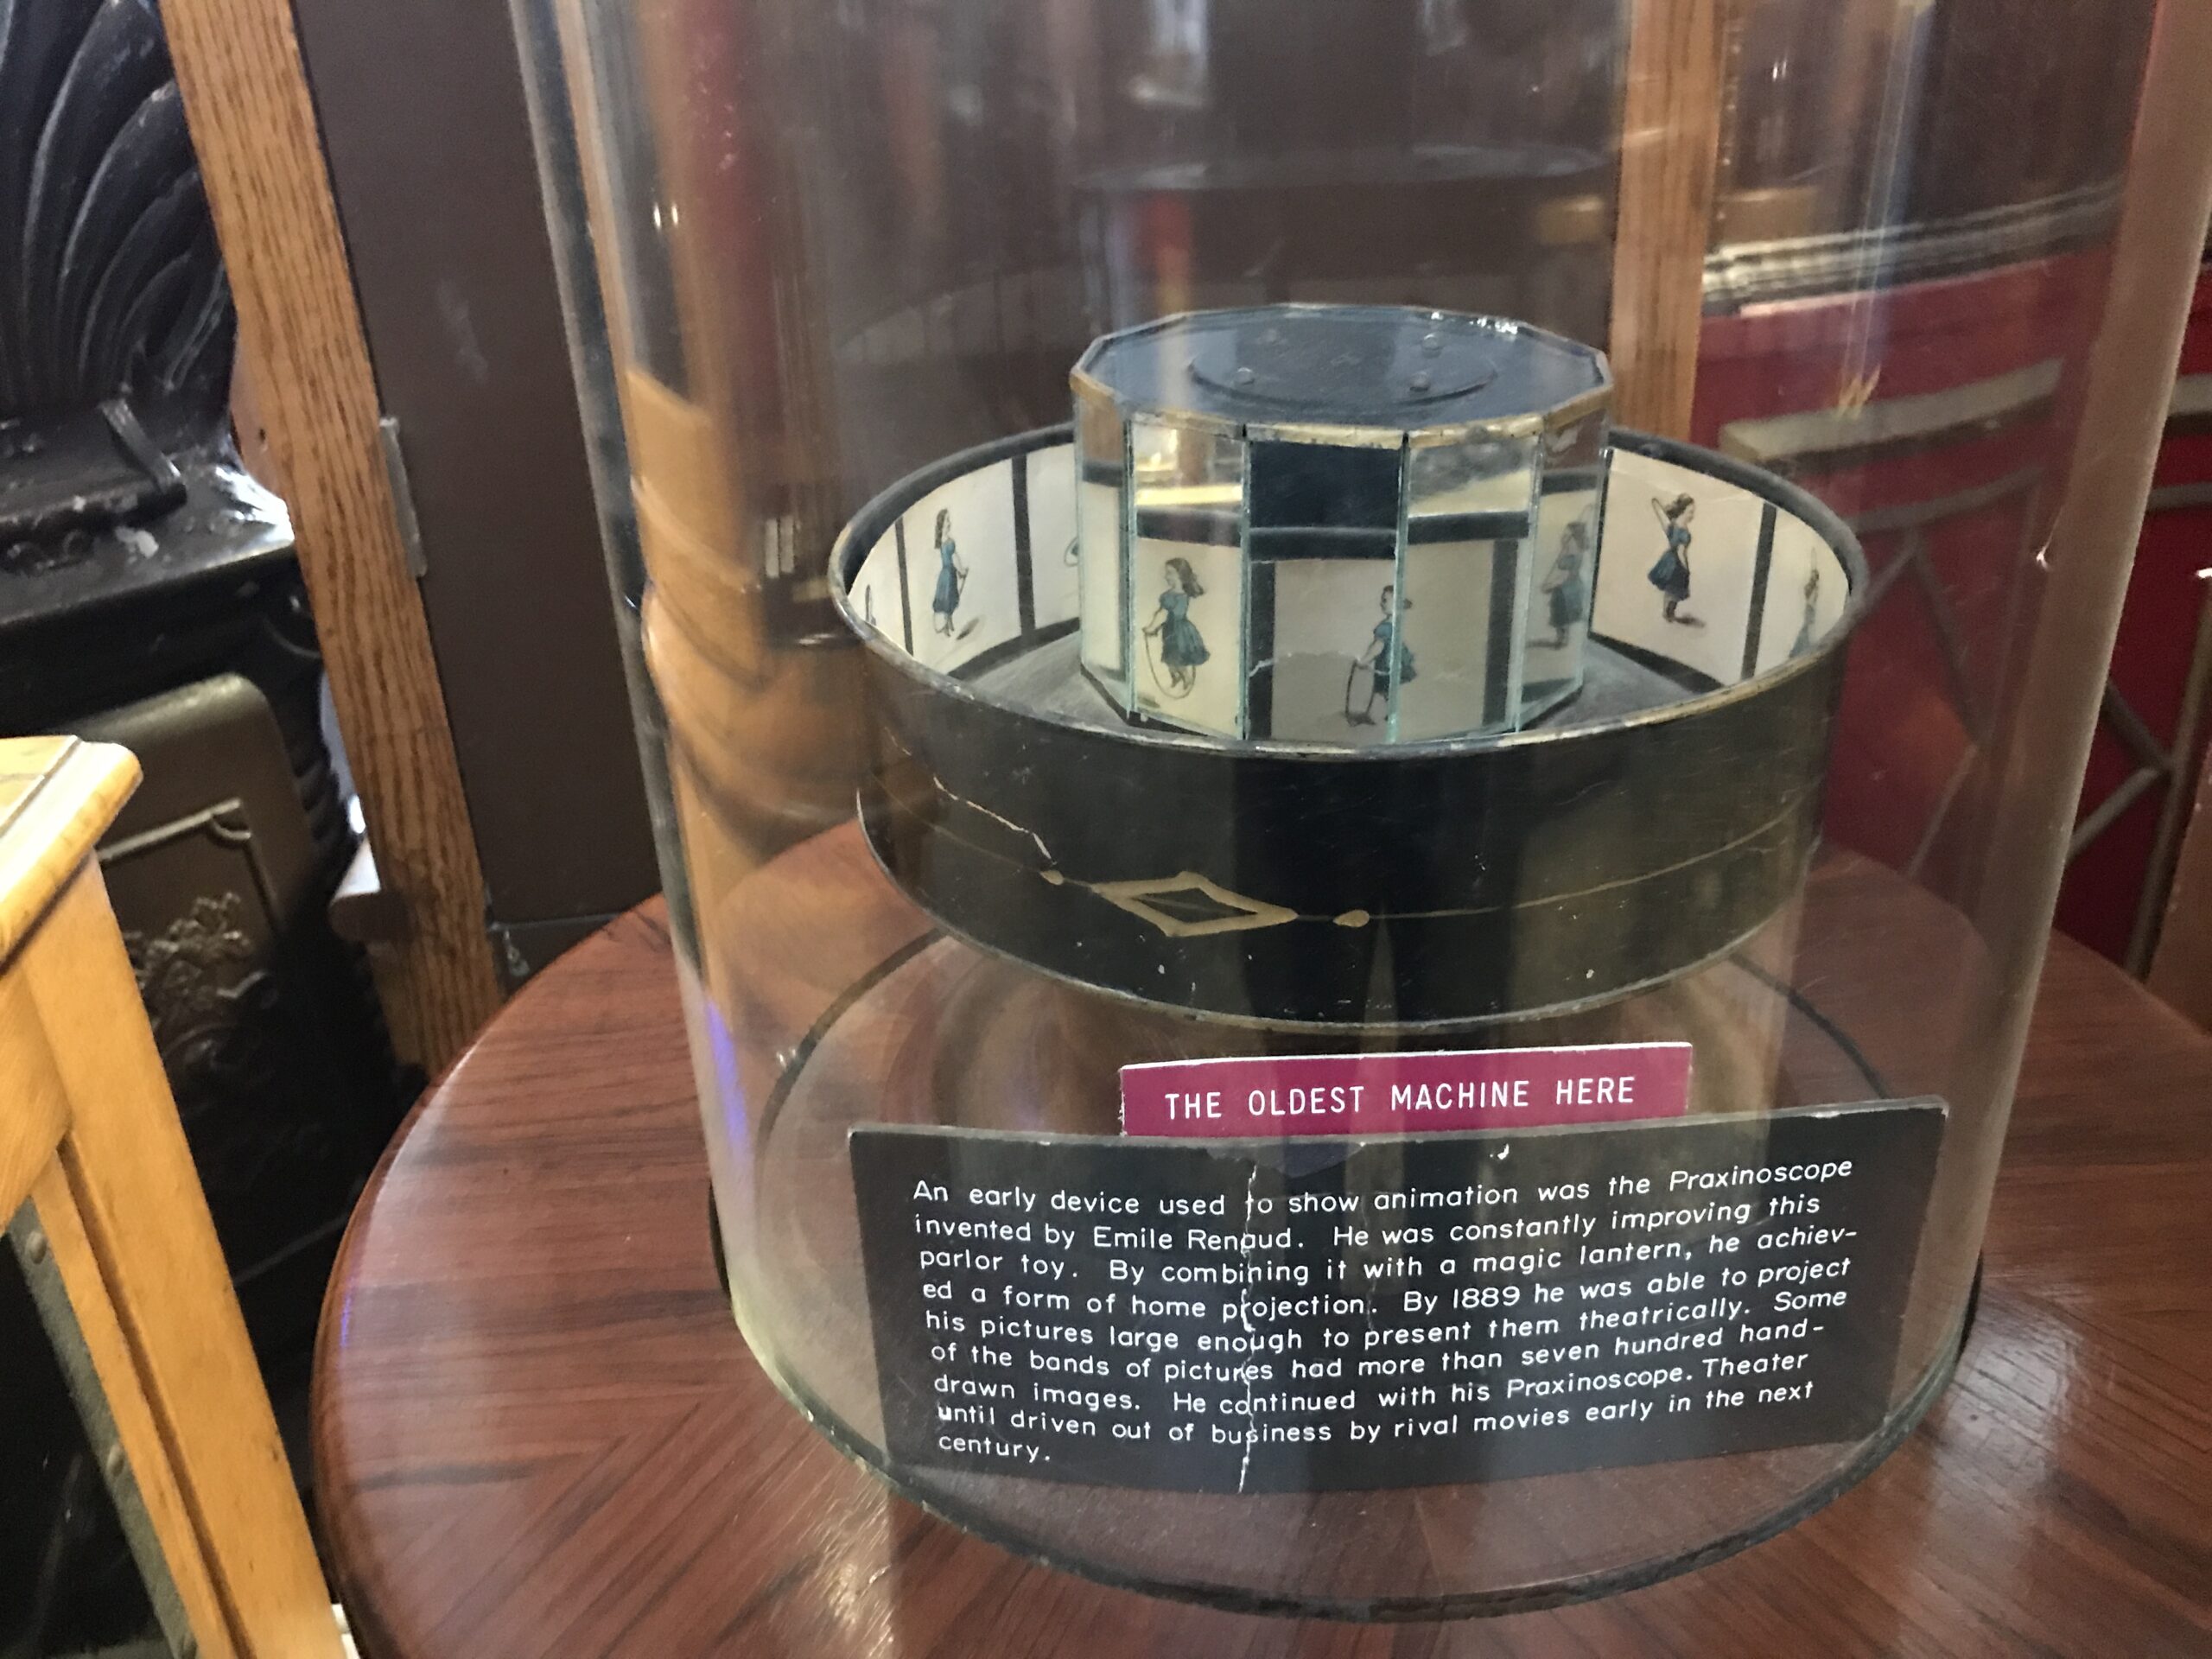 THE OLDEST MACHINE HERE
An early device used to show animation was the Praxinoscope
invented by Emile Renaud. He was constantly improving this
parlor toy. By combining it with a magic lantern, he achiev-
ed a form of home projection. By 1889 he was able to project
his pictures large enough to present them theatrically. Some
of the bands of pictures had more than seven hundred hand-
drawn images. He continued with his Praxinoscope. Theater
until driven out of business by rival movies early in the next
century.